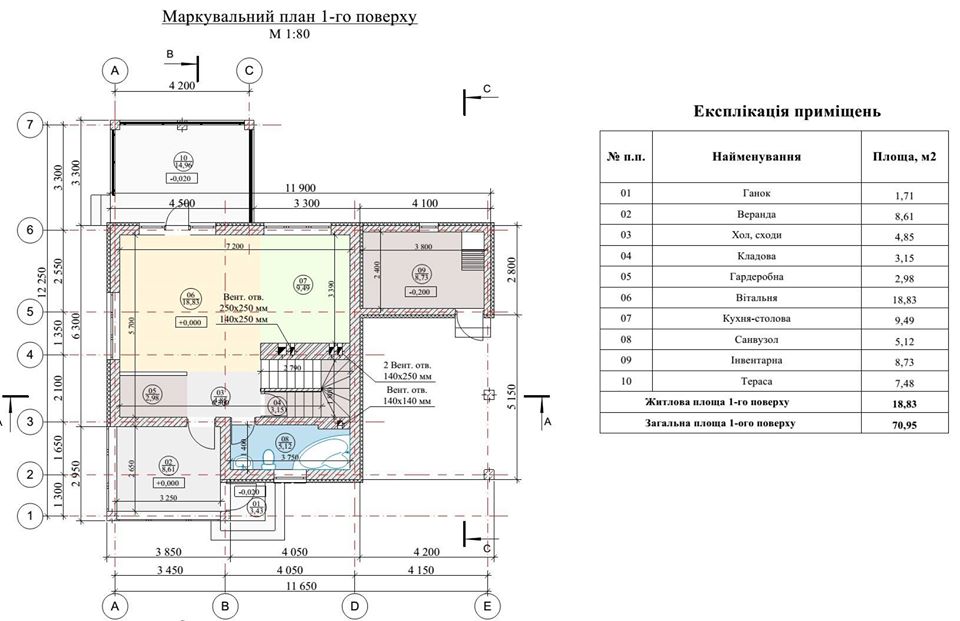 Маркувальний план 1-го поверху
М 1:80
В
С
А
С
4 200
7
10
14,96
-0,020
3 300
3 300
11 900
4 500
3 300
4 100
6
7 200
3 800
2 400
09
8,73
-0,200
2 800
12 250
2 550
07
9,49
3 390
06
18,83
+0,000
Вент. отв.
250х250 мм
140х250 мм
5
6 300
1 350
5 700
4
2 790
2 Вент. отв.
140х250 мм
Вент. отв.
140х140 мм
2 100
05
2,98
03
04
3,15
5 150
А
А
3
1 650
2 950
2 650
02
8,61
+0,000
3 250
1 400
08
5,12
3 750
2
-0,020
01
3,43
1 300
1
С
3 850
4 050
4 200
3 450
4 050
4 150
11 650
А
В
D
Е
Експлікація приміщень
№ п.п.
Найменування
Площа, м2
01
Ганок
1,71
02
Веранда
8,61
03
Хол, сходи
4,85
04
Кладова
3,15
05
Гардеробна
2,98
06
Вітальня
18,83
07
Кухня-столова
9,49
08
Санвузол
5,12
09
Інвентарна
8,73
10
Тераса
7,48
Житлова площа 1-го поверху
18,83
Загальна площа 1-ого поверху
70,95